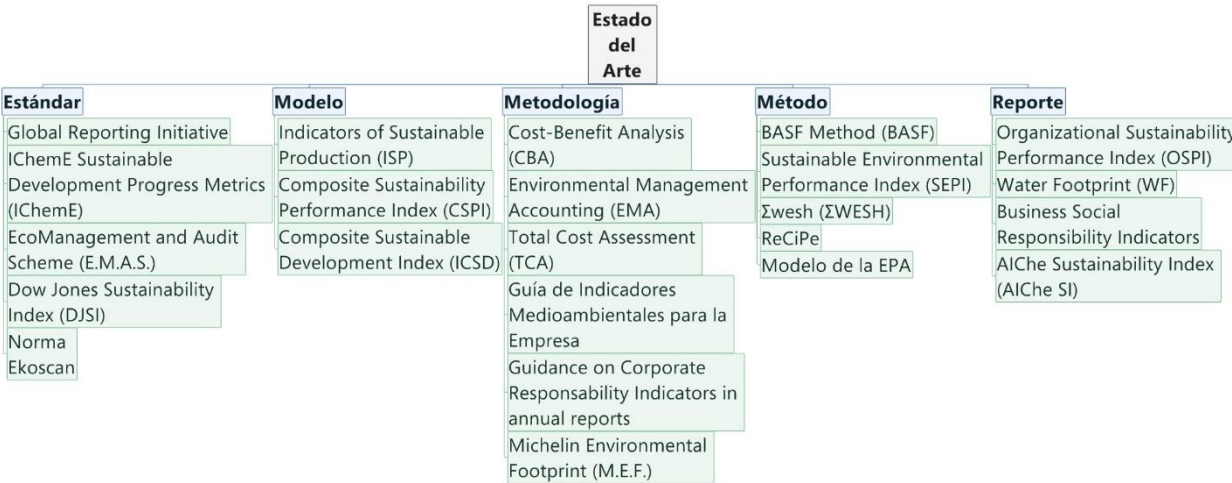 Estado
del
Arte
Estándar
Global Reporting Initiative
IChemE Sustainable
Development Progress Metrics
(IChemE)
EcoManagement and Audit
Scheme (E.M.A.S.)
Dow Jones Sustainability
Index (DJSI)
Norma
Ekoscan
Modelo
Indicators of Sustainable
Production (ISP)
Composite Sustainability
Performance Index (CSPI)
Composite Sustainable
Development Index (ICSD)
Metodología
Cost-Benefit Analysis
(CBA)
Environmental Management
Accounting (EMA)
Total Cost Assessment
(TCA)
Guía de Indicadores
Medioambientales para la
Empresa
Guidance on Corporate
Responsability Indicators in
annual reports
Michelin Environmental
Footprint (M.E.F.)
Método
BASF Method (BASF)
Sustainable Environmental
Performance Index (SEPI)
Σwesh (ΣWESH)
ReCiPe
Modelo de la EPA
Reporte
Organizational Sustainability
Performance Index (OSPI)
Water Footprint (WF)
Business Social
Responsibility Indicators
AIChe Sustainability Index
(AIChe SI)